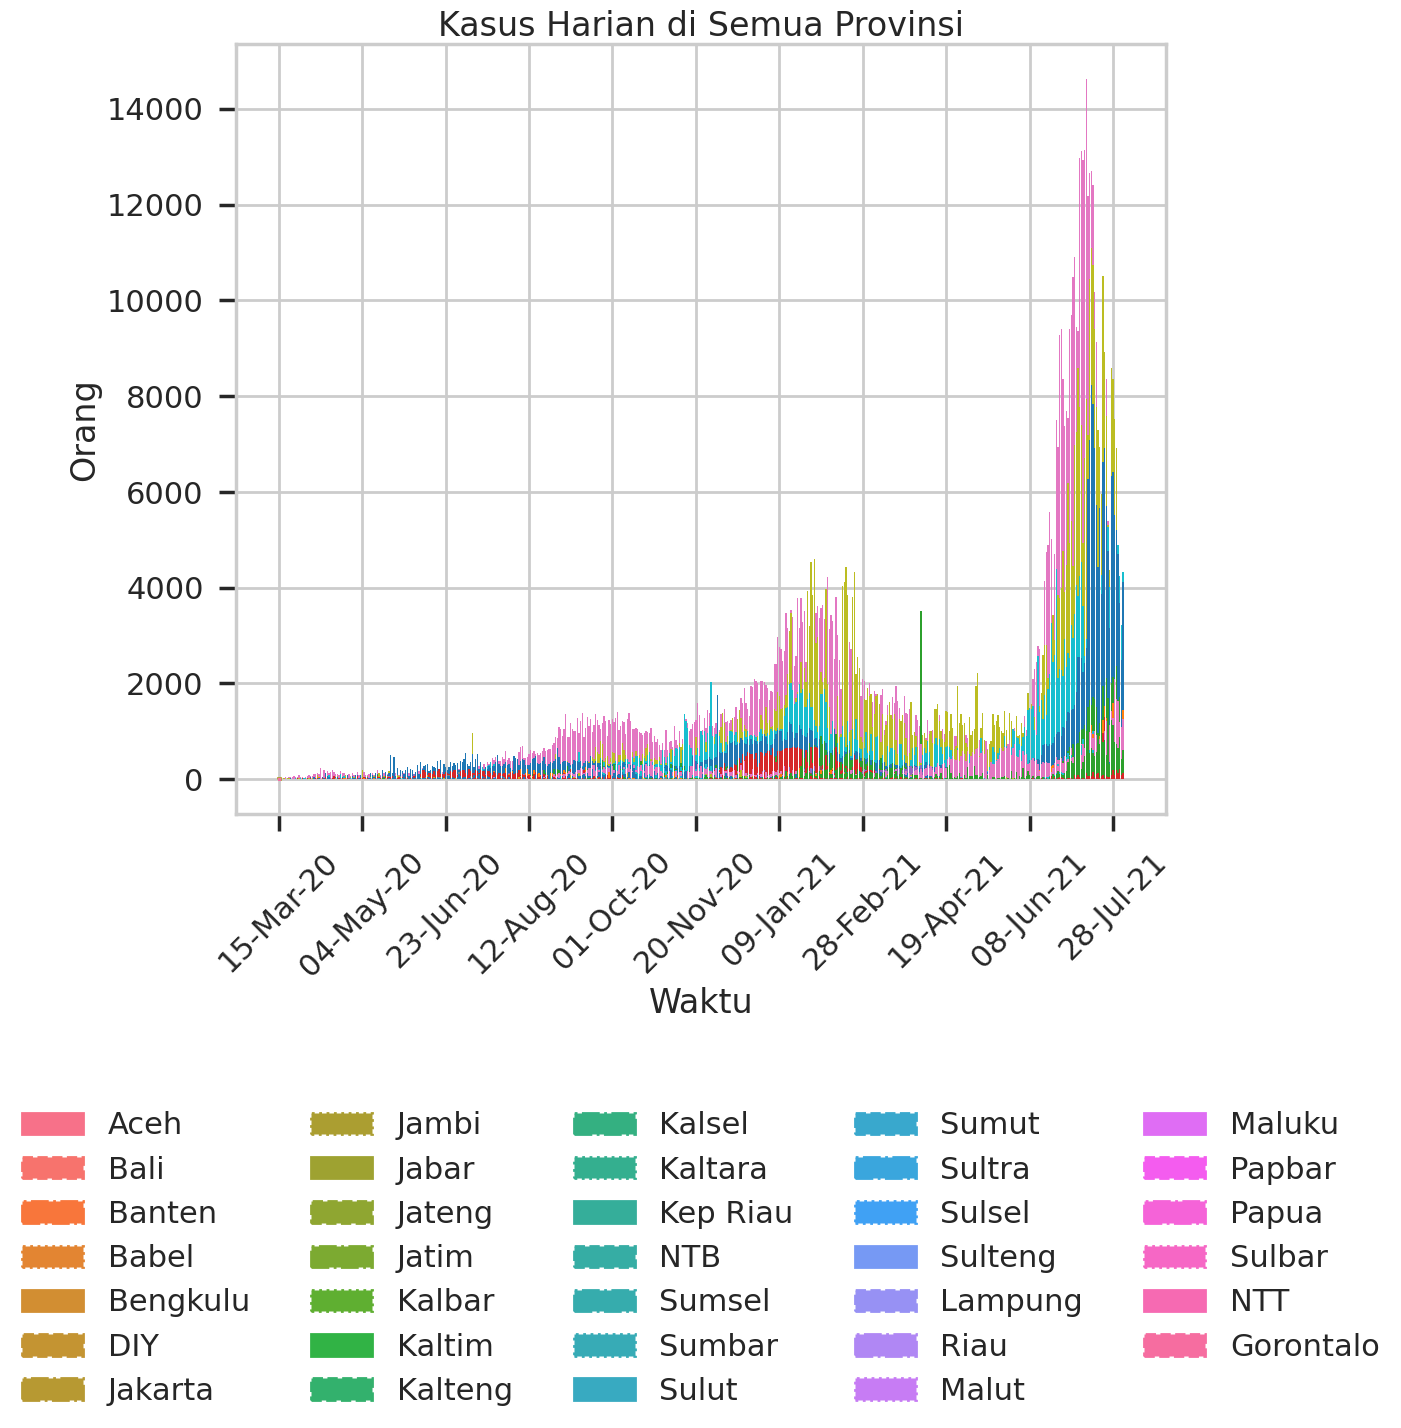 Kasus Harian di Semua Provinsi
14000
12000
10000
8000
6000
4000
2000
0
Orang
15-Mar-20
04-May-20
23-Jun-20
12-Aug-20
01-Oct-20
20-Nov-20
09-Jan-21
28-Feb-21
19-Apr-21
08-Jun-21
28-Jul-21
Waktu
Aceh
Bali
Banten
Babel
Bengkulu
DIY
Jakarta
Jambi
Jabar
Jateng
Jatim
Kalbar
Kaltim
Kalteng
Kalsel
Kaltara
Kep Riau
NTB
Sumsel
Sumbar
Sulut
Sumut
Sultra
Sulsel
Sulteng
Lampung
Riau
Malut
Maluku
Papbar
Papua
Sulbar
NTT
Gorontalo